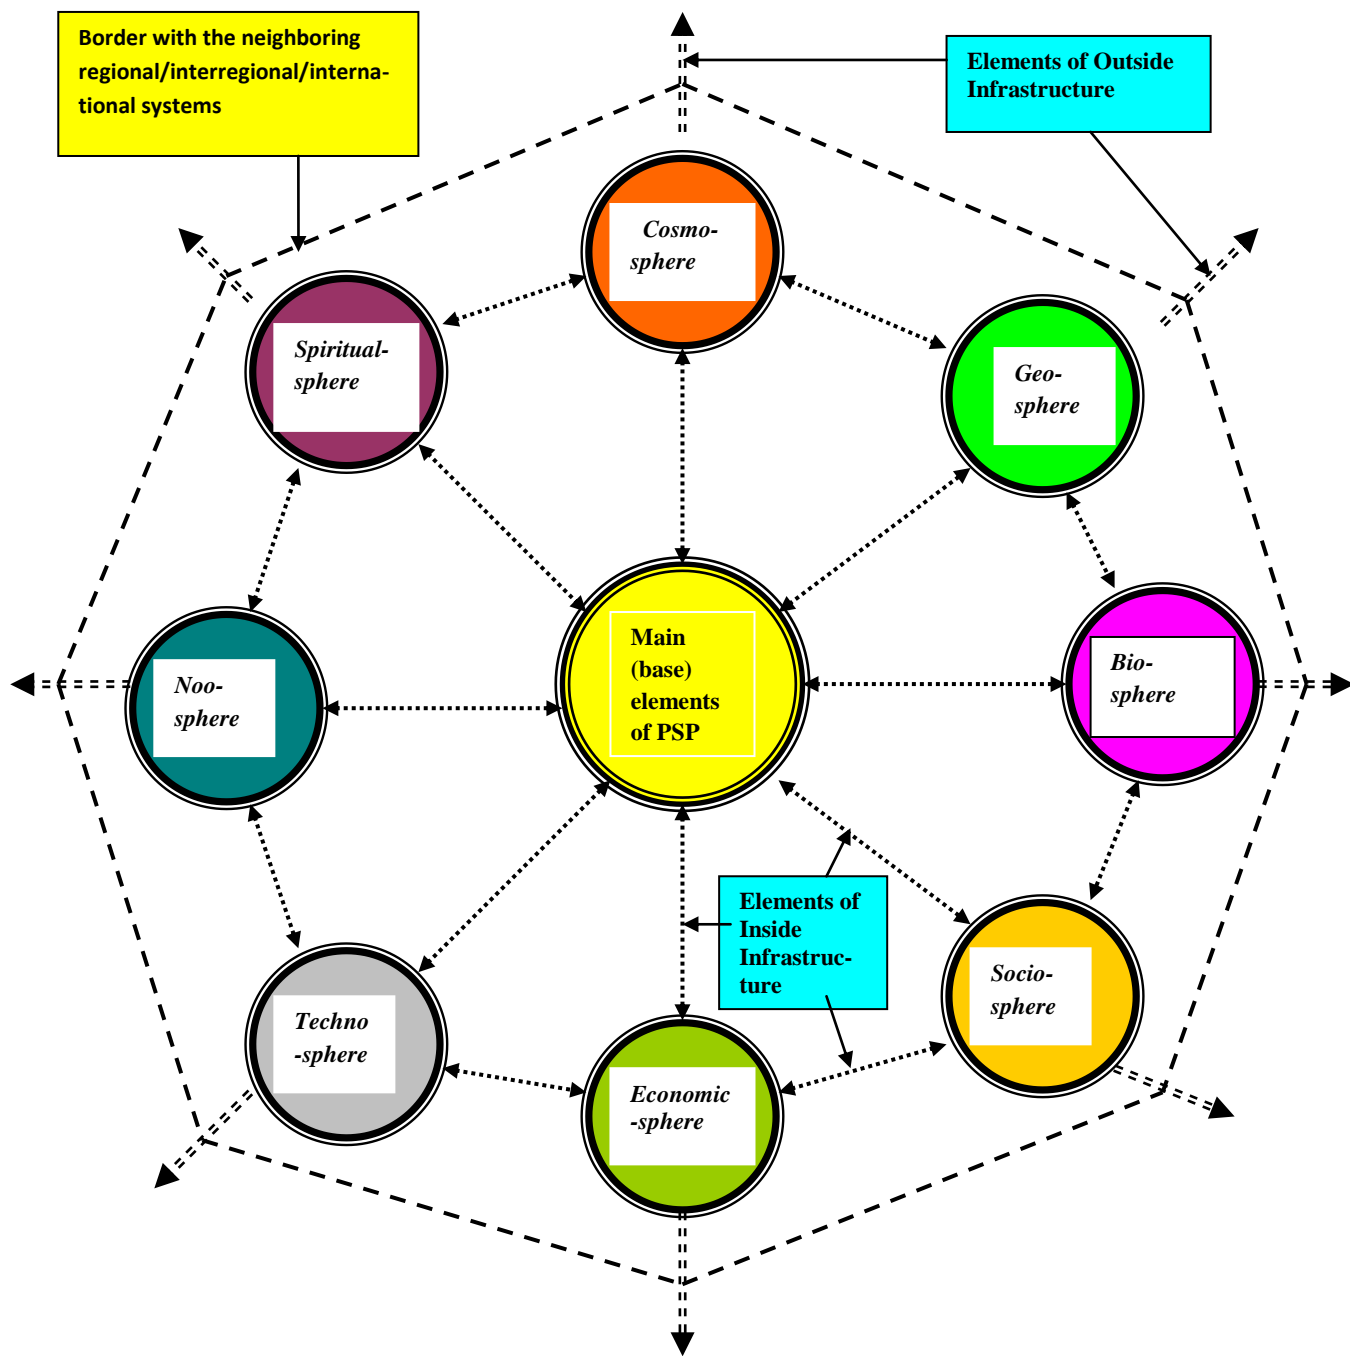 Border with the neighboring
regional/interregional/interna-
tional systems
Elements of Outside
Infrastructure
Cosmo-
sphere
Spiritual-
sphere
Geo-
sphere
Main
(base)
elements
of PSP
Bio-
sphere
Noo-
sphere
Elements of
Inside
Infrastruc-
ture
Socio-
sphere
Techno
-sphere
Economic
-sphere